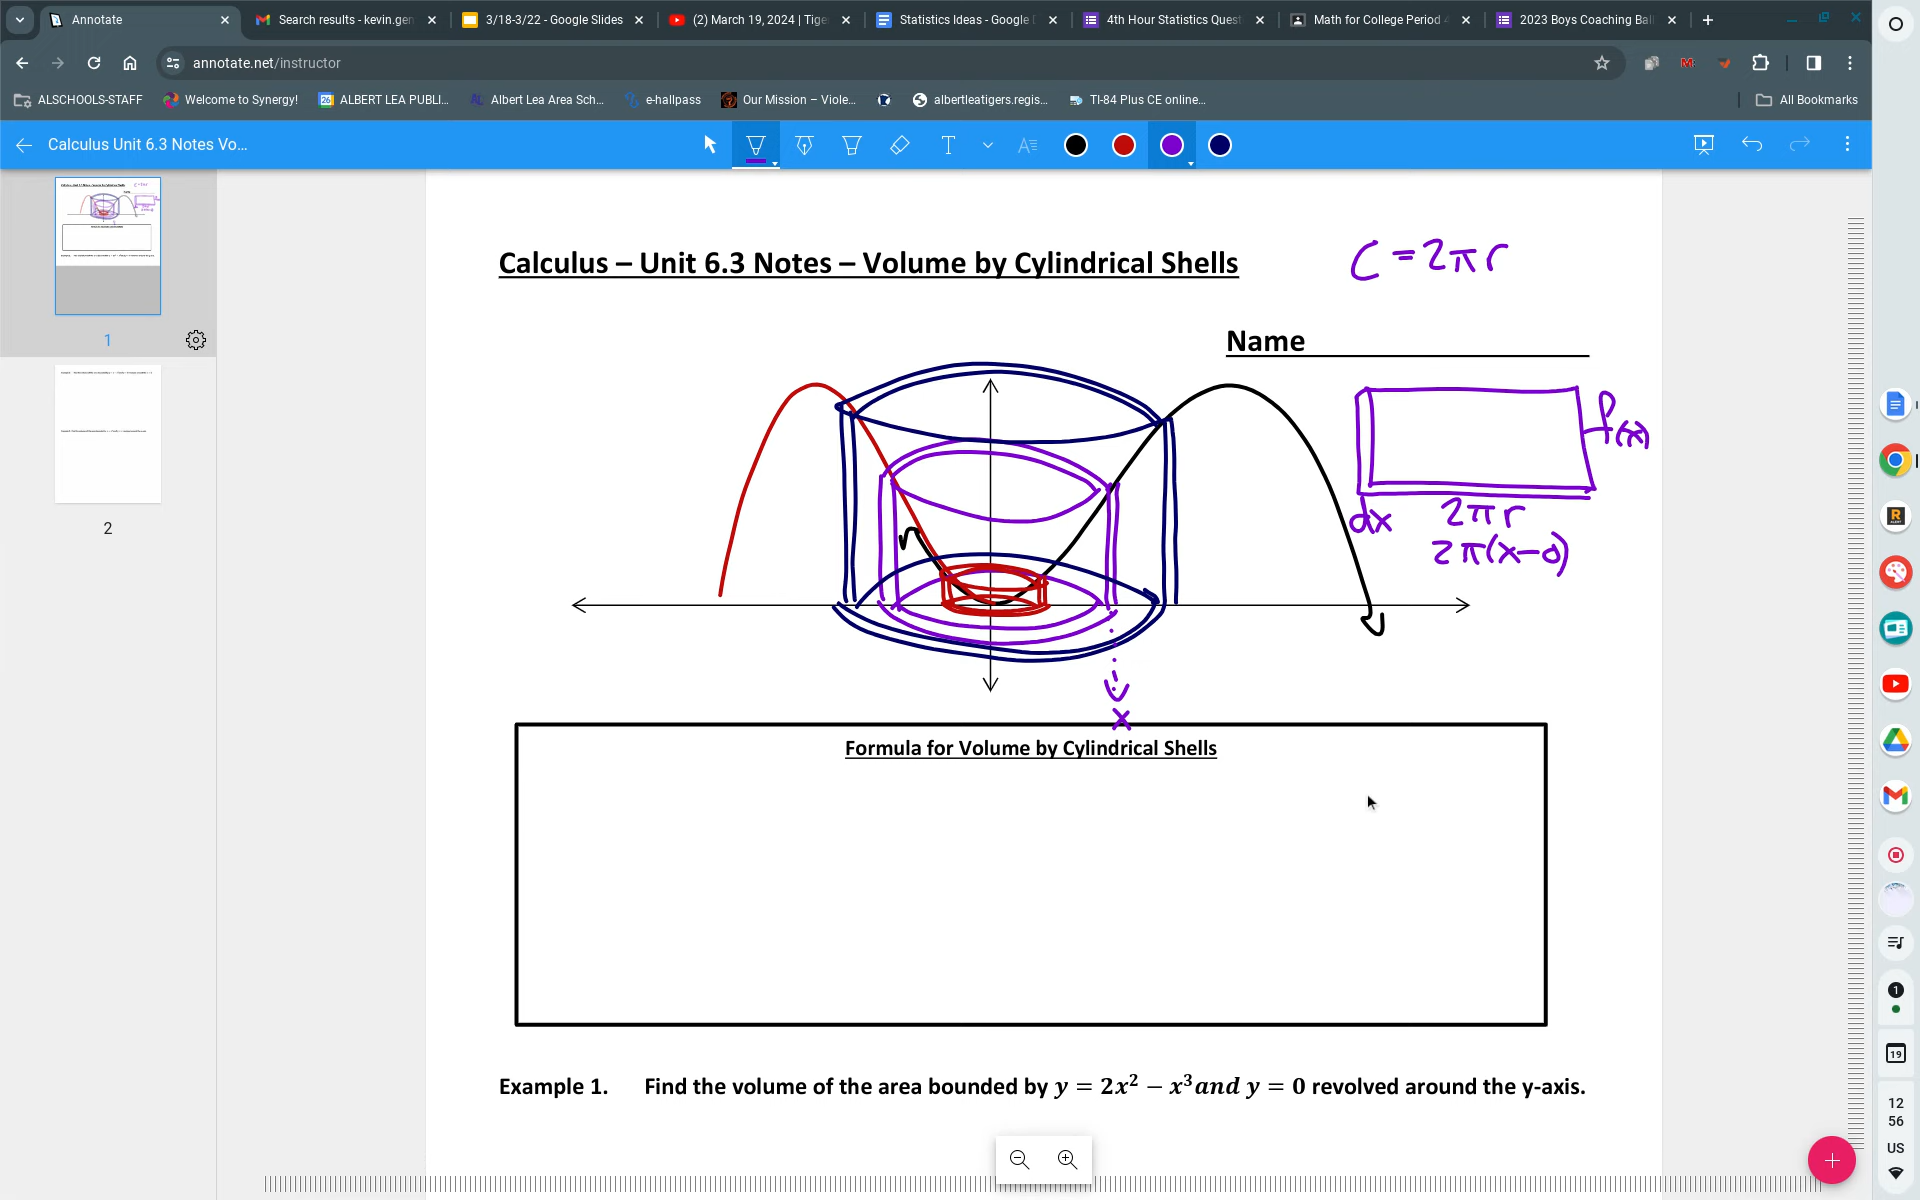 Annotate
Search results - kevin.gen
3/18-3/22 - Google Slides
(2) March 19, 2024 | Tige
Statistics Ideas - Google D
4th Hour Statistics Quest
Math for College Period 4
2023 Boys Coaching Ball
annotate.net/instructor
ALSCHOOLS-STAFF
Welcome to Synergy!
ALBERT LEA PUBLI...
Albert Lea Area Sch...
e-hallpass
Our Mission – Viole...
albertleatigers.regis...
TI-84 Plus CE online...
All Bookmarks
Calculus Unit 6.3 Notes Vo...
1
2
Calculus – Unit 6.3 Notes – Volume by Cylindrical Shells
C = 2πr
Name
f(x)
dx
2πr
2π(x-0)
x
Formula for Volume by Cylindrical Shells
Example 1. Find the volume of the area bounded by y = 2x² − x³ and y = 0 revolved around the y-axis.
1
19
12
56
US